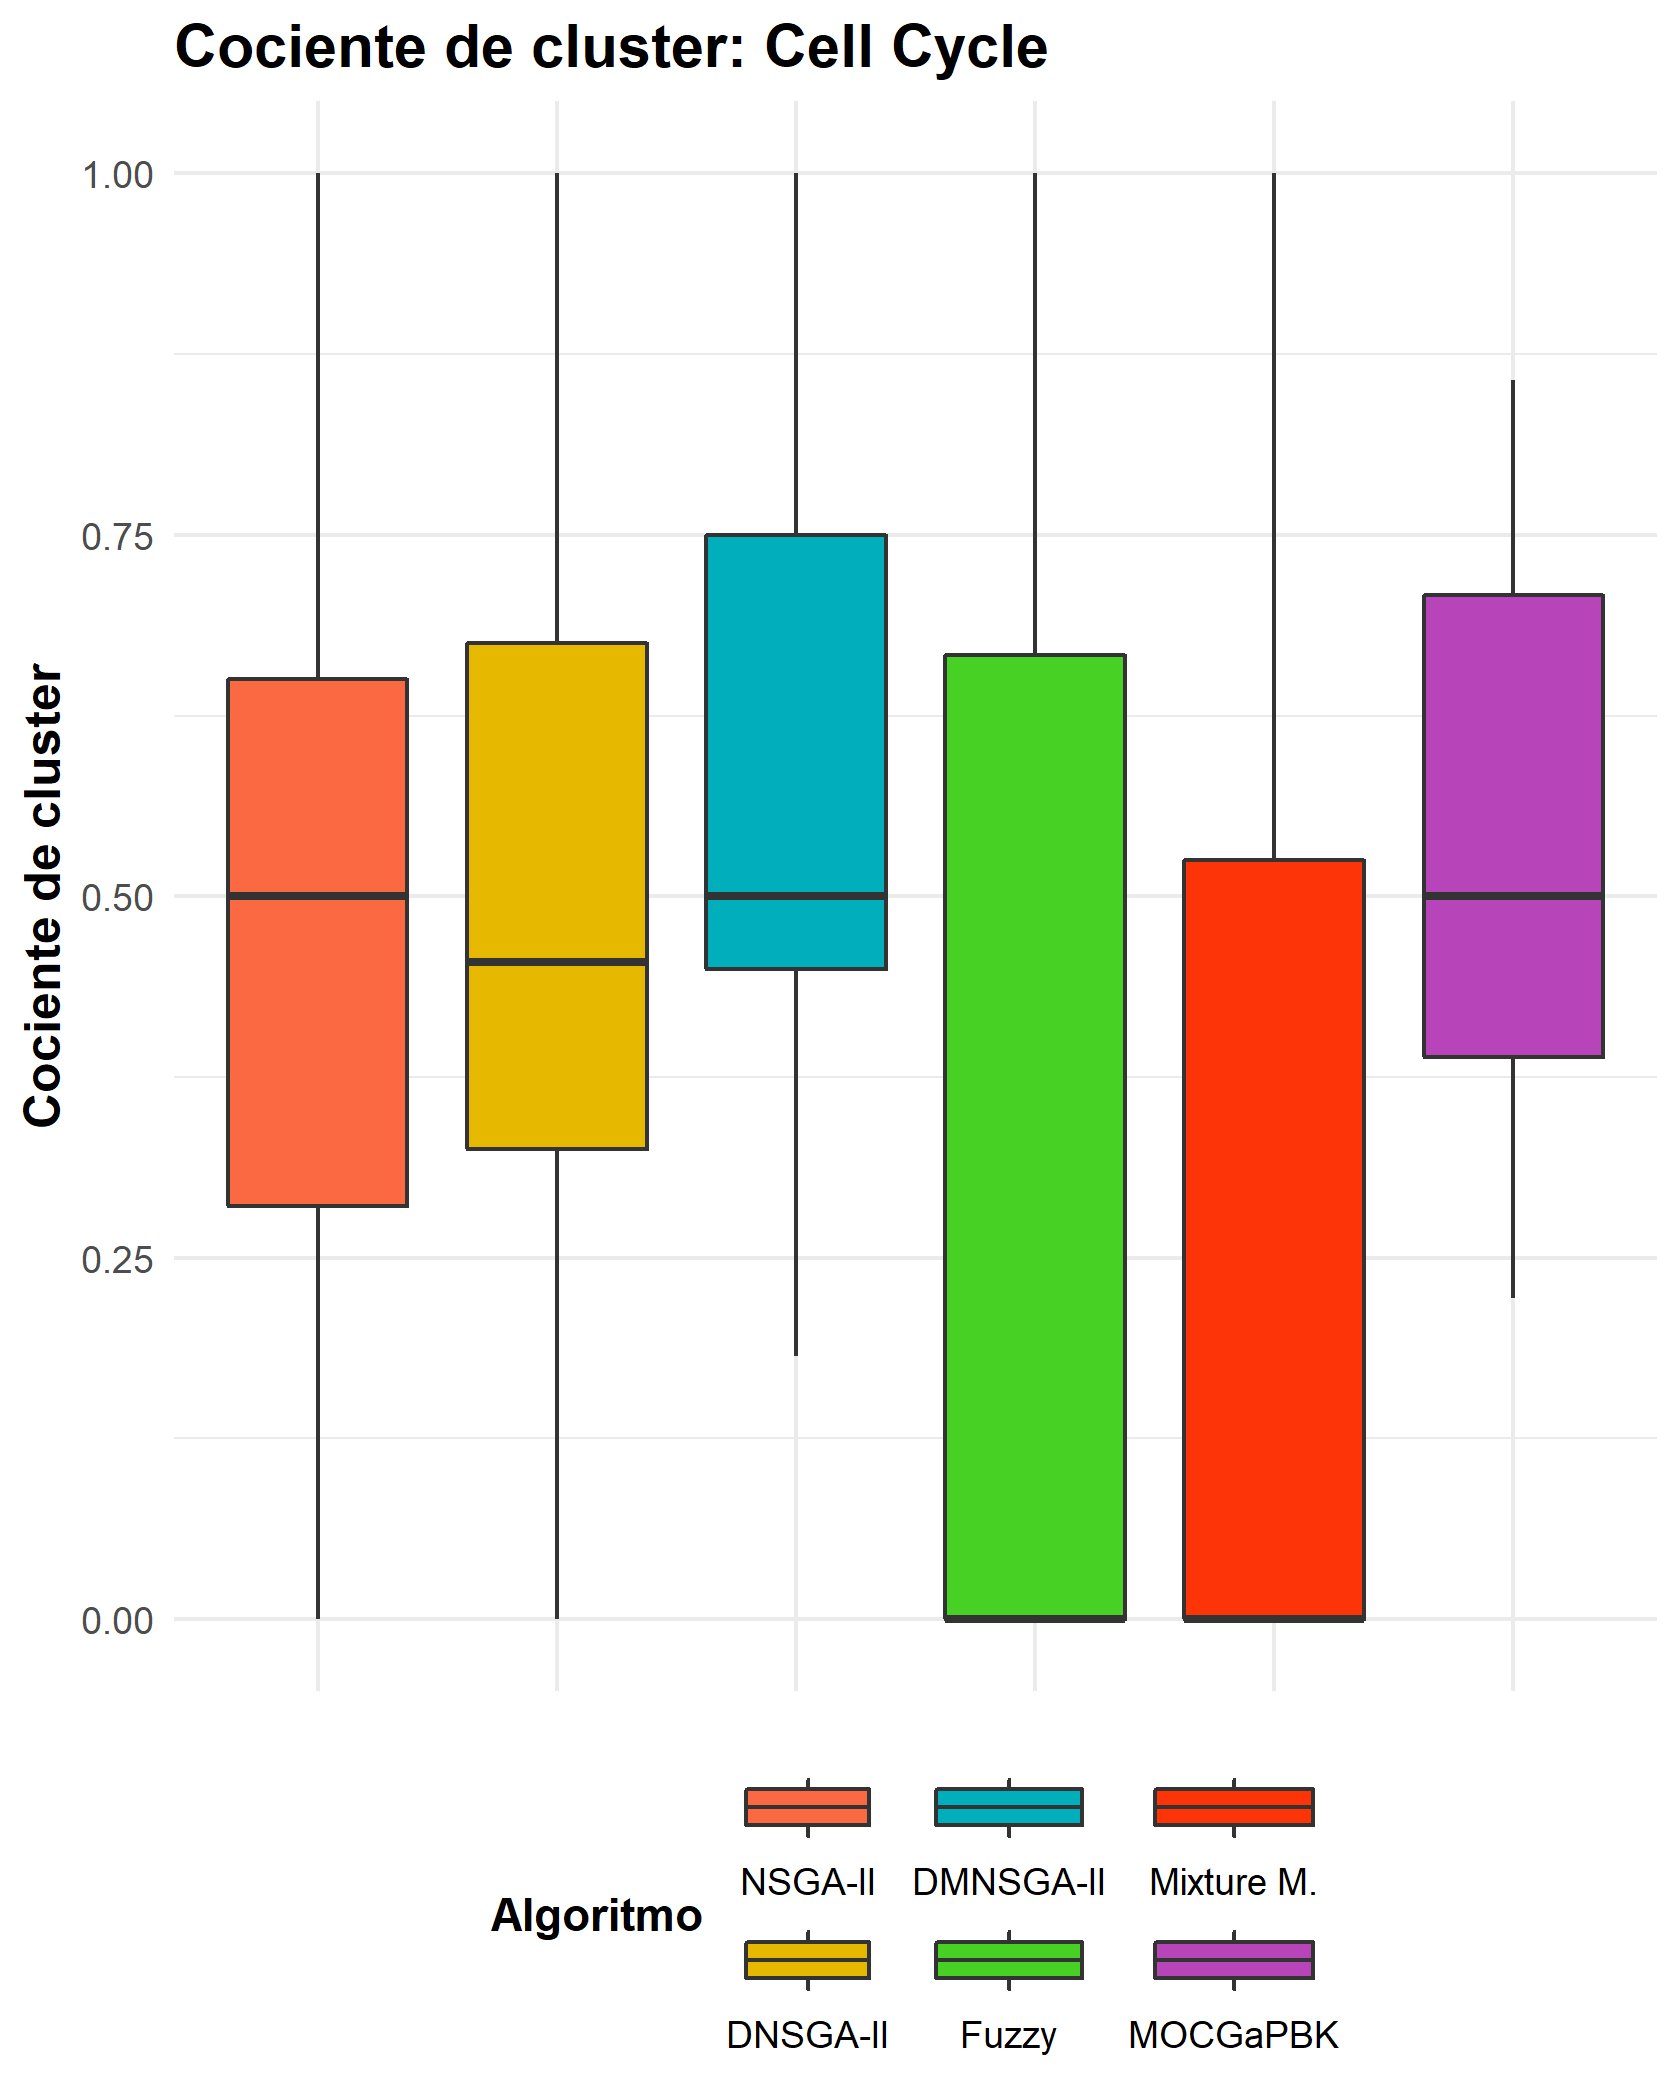 Cociente de cluster: Cell Cycle
Cociente de cluster
1.00
0.75
0.50
0.25
0.00
Algoritmo
NSGA-II
DMNSGA-II
Mixture M.
DNSGA-II
Fuzzy
MOCGaPBK